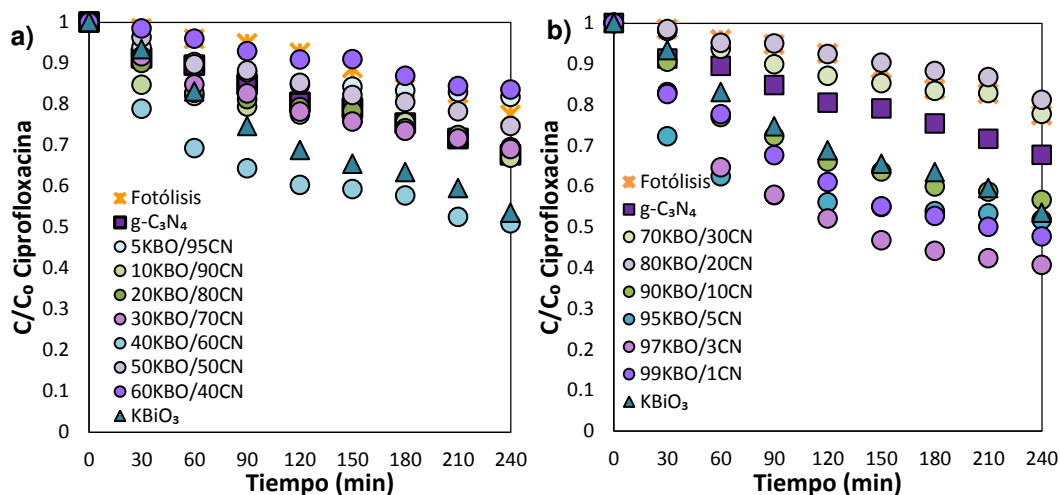 a)
C/C₀ Ciprofloxacina
1
0.9
0.8
0.7
0.6
0.5
0.4
0.3
0.2
0.1
0
Fotólisis
g-C₃N₄
5KBO/95CN
10KBO/90CN
20KBO/80CN
30KBO/70CN
40KBO/60CN
50KBO/50CN
60KBO/40CN
KBiO₃
0 30 60 90 120 150 180 210 240
Tiempo (min)
b)
C/C₀ Ciprofloxacina
1
0.9
0.8
0.7
0.6
0.5
0.4
0.3
0.2
0.1
0
Fotólisis
g-C₃N₄
70KBO/30CN
80KBO/20CN
90KBO/10CN
95KBO/5CN
97KBO/3CN
99KBO/1CN
KBiO₃
0 30 60 90 120 150 180 210 240
Tiempo (min)